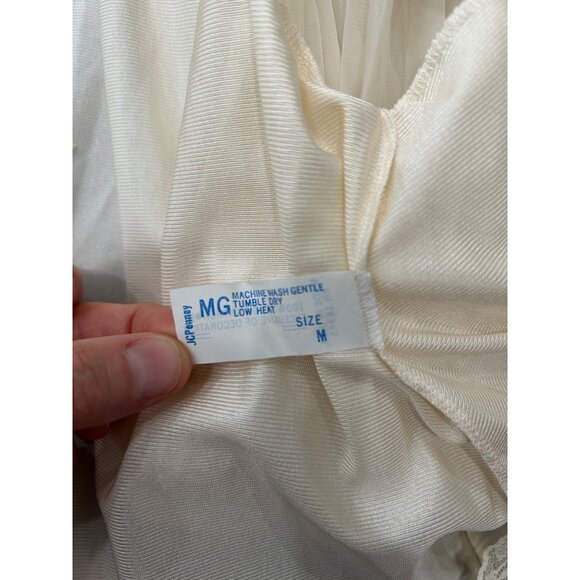 JCPenney
MG
MACHINE WASH GENTLE
TUMBLE DRY
LOW HEAT
SIZE
M